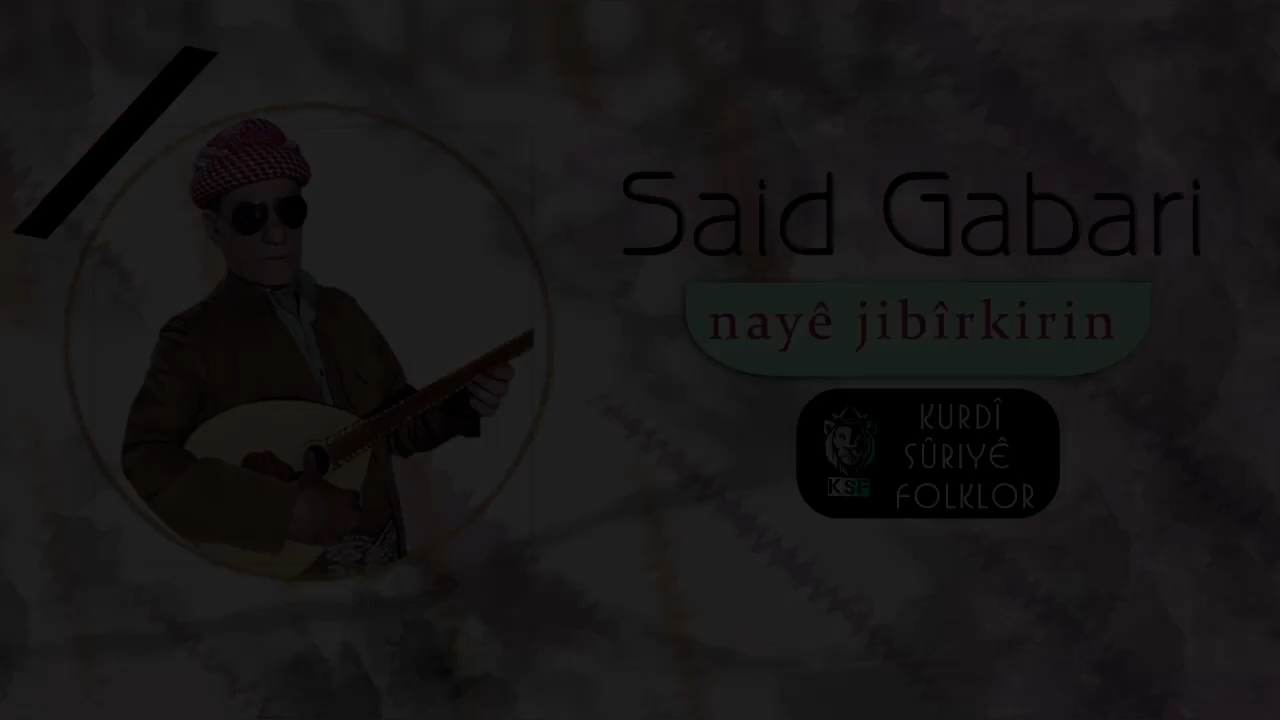 Said Gabari
nayê jibîrkirin
KURDÎ
SÛRIYÊ
FOLKLOR
KSF